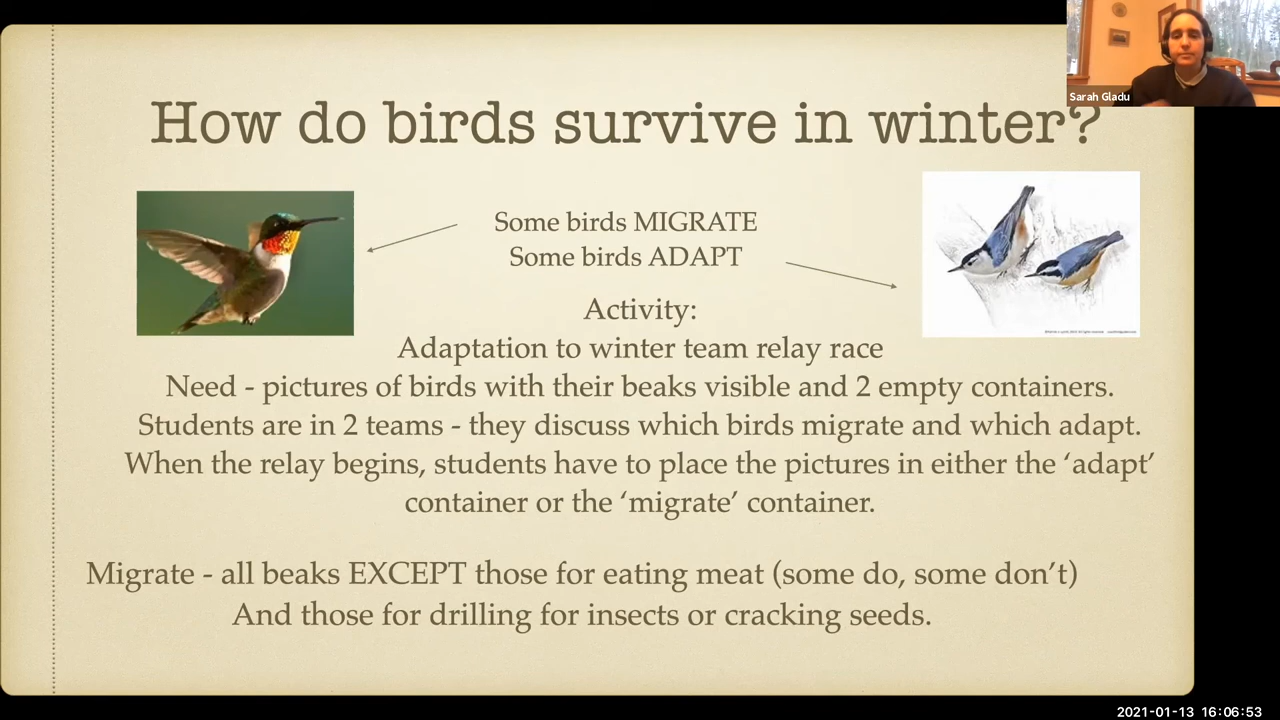 How do birds survive in winter?
Sarah Gladu
Some birds MIGRATE
Some birds ADAPT
Activity:
Adaptation to winter team relay race
Need - pictures of birds with their beaks visible and 2 empty containers.
Students are in 2 teams - they discuss which birds migrate and which adapt.
When the relay begins, students have to place the pictures in either the ‘adapt’
container or the ‘migrate’ container.
Migrate - all beaks EXCEPT those for eating meat (some do, some don’t)
And those for drilling for insects or cracking seeds.
2021-01-13 16:06:53